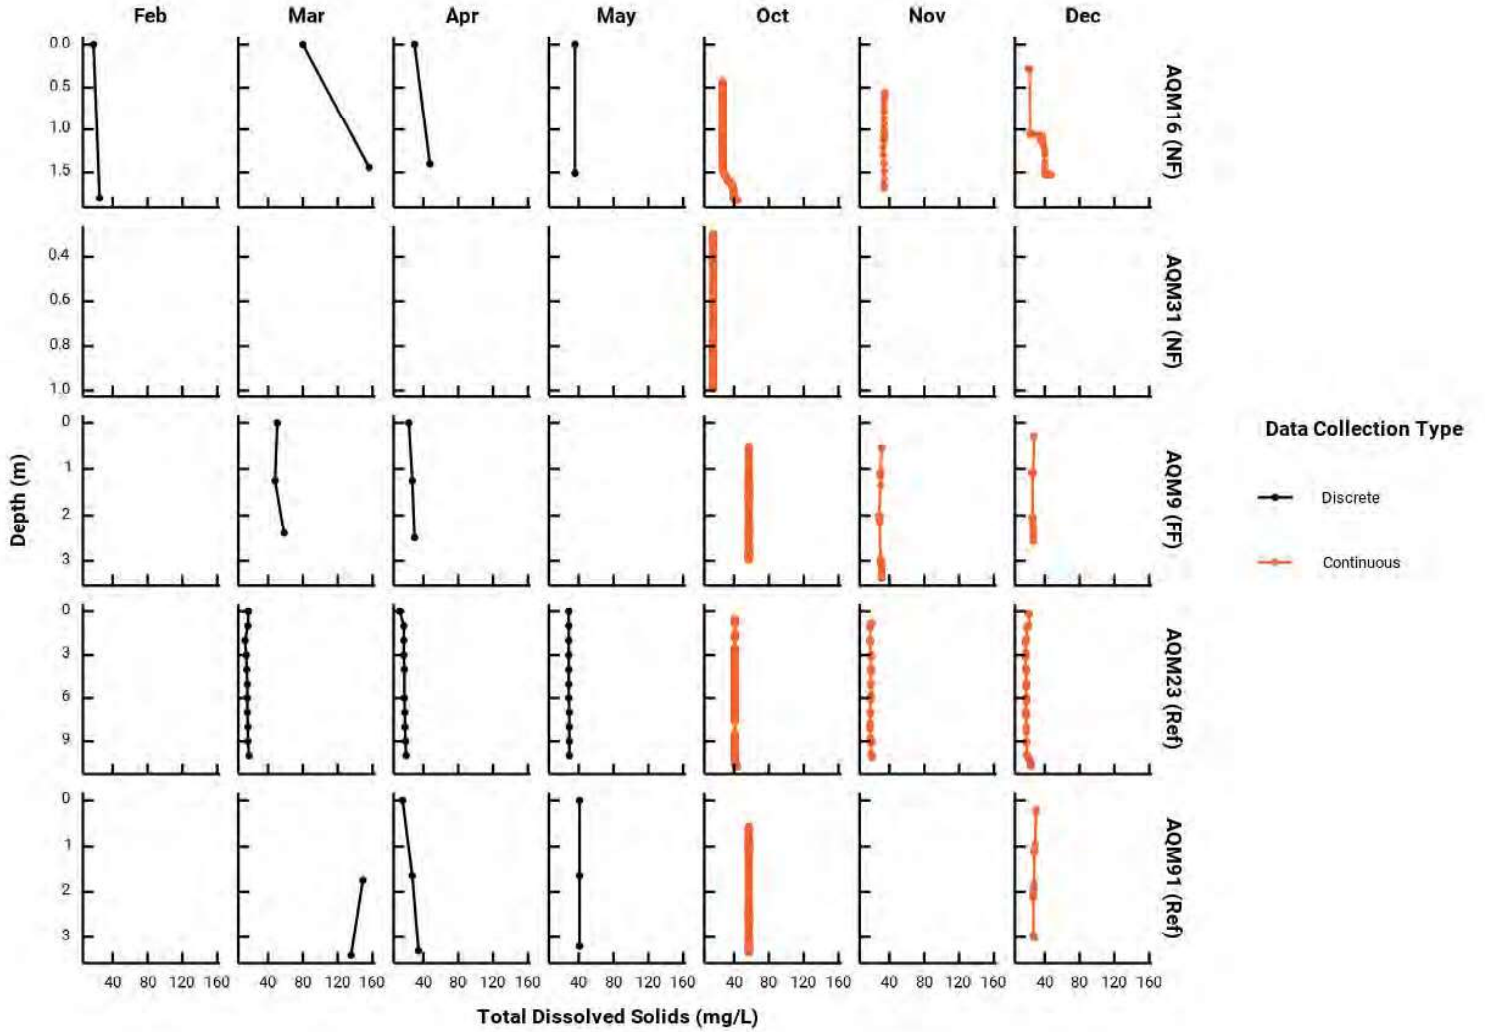 Feb Mar Apr May Oct Nov Dec
0.0
0.5
1.0
1.5
AQM16 (NF)
0.4
0.6
0.8
1.0
AQM31 (NF)
0
1
2
3
AQM9 (FF)
0
3
6
9
AQM23 (Ref)
0
1
2
3
AQM91 (Ref)
Depth (m)
40 80 120 160 40 80 120 160 40 80 120 160 40 80 120 160 40 80 120 160 40 80 120 160 40 80 120 160
Total Dissolved Solids (mg/L)
Data Collection Type
Discrete
Continuous